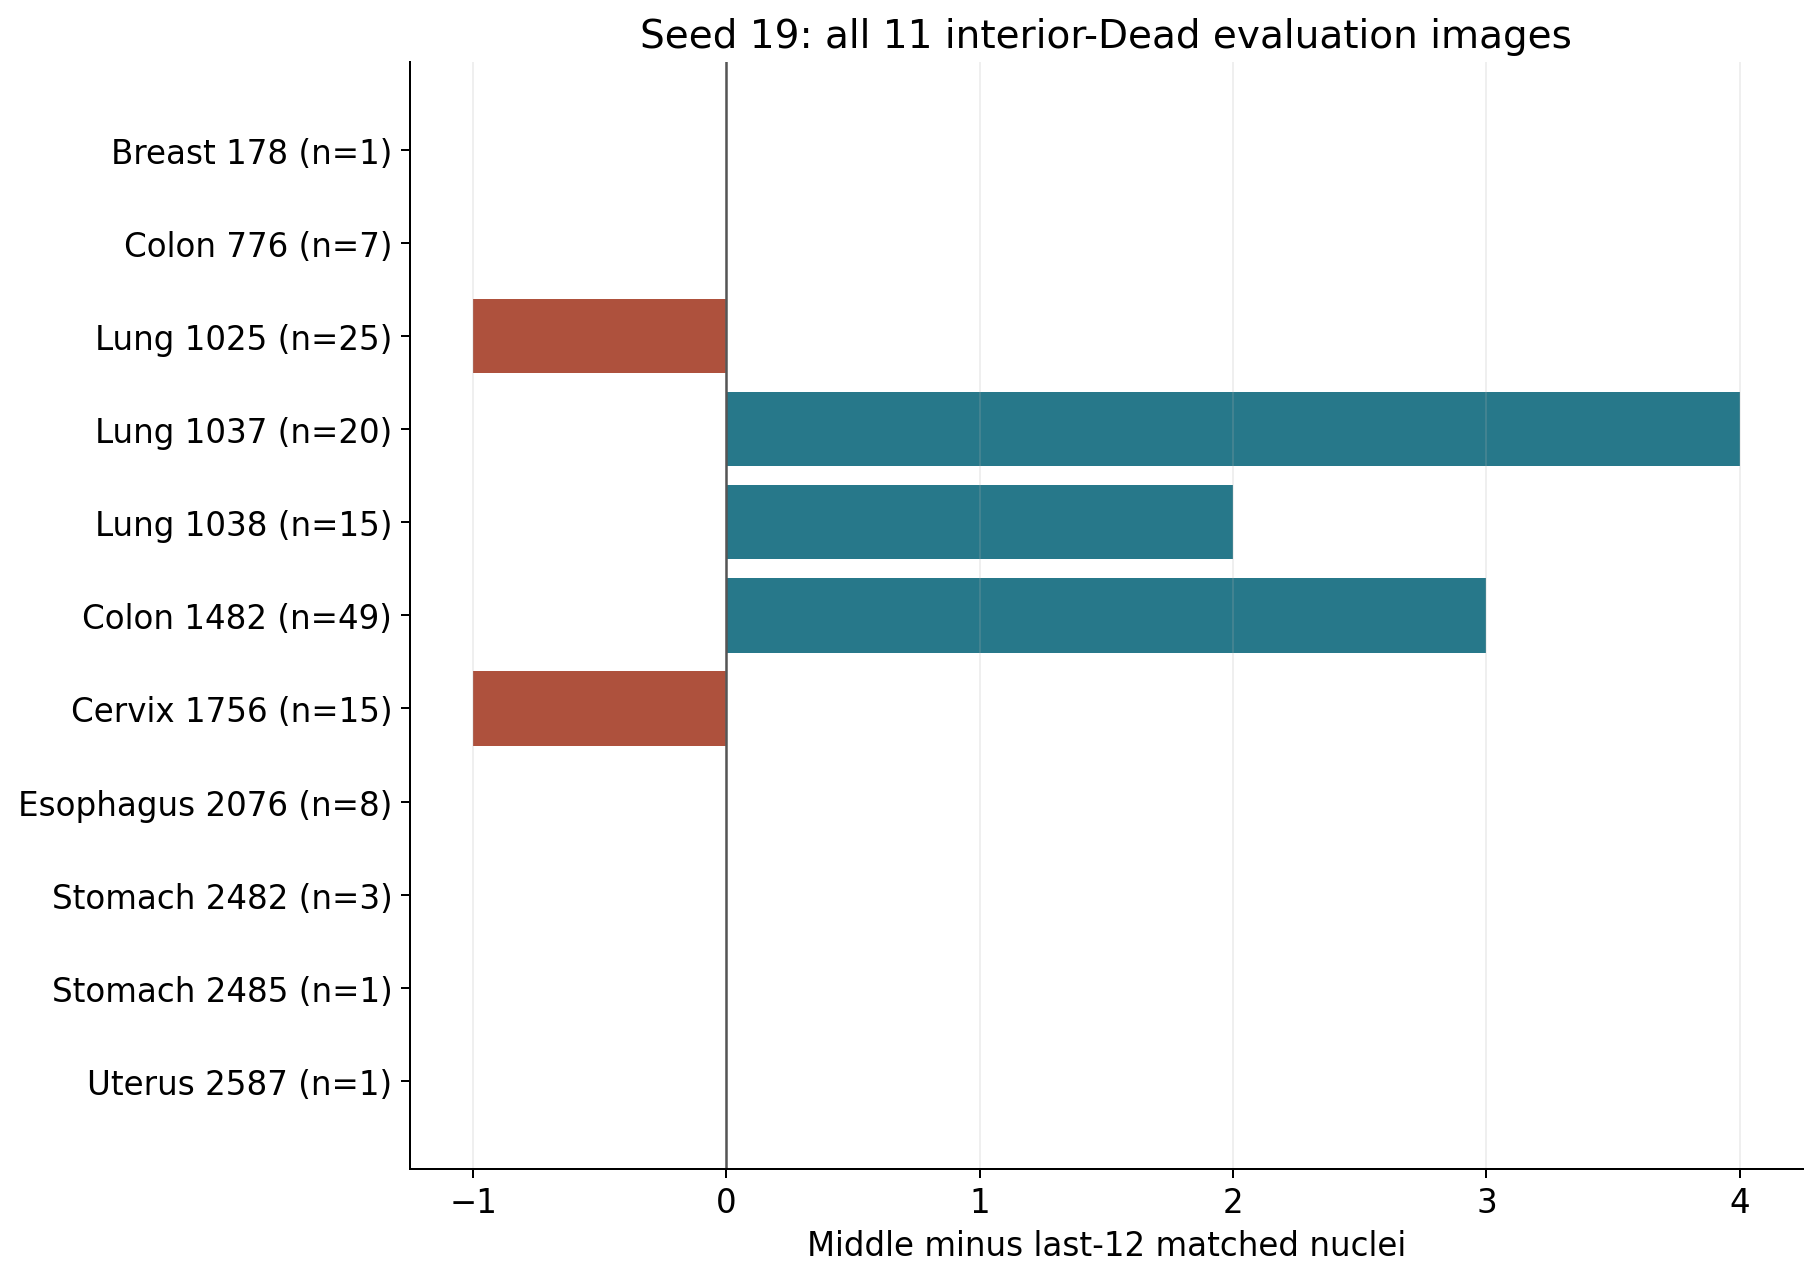 Seed 19: all 11 interior-Dead evaluation images
Breast 178 (n=1)
Colon 776 (n=7)
Lung 1025 (n=25)
Lung 1037 (n=20)
Lung 1038 (n=15)
Colon 1482 (n=49)
Cervix 1756 (n=15)
Esophagus 2076 (n=8)
Stomach 2482 (n=3)
Stomach 2485 (n=1)
Uterus 2587 (n=1)
−1 0 1 2 3 4
Middle minus last-12 matched nuclei